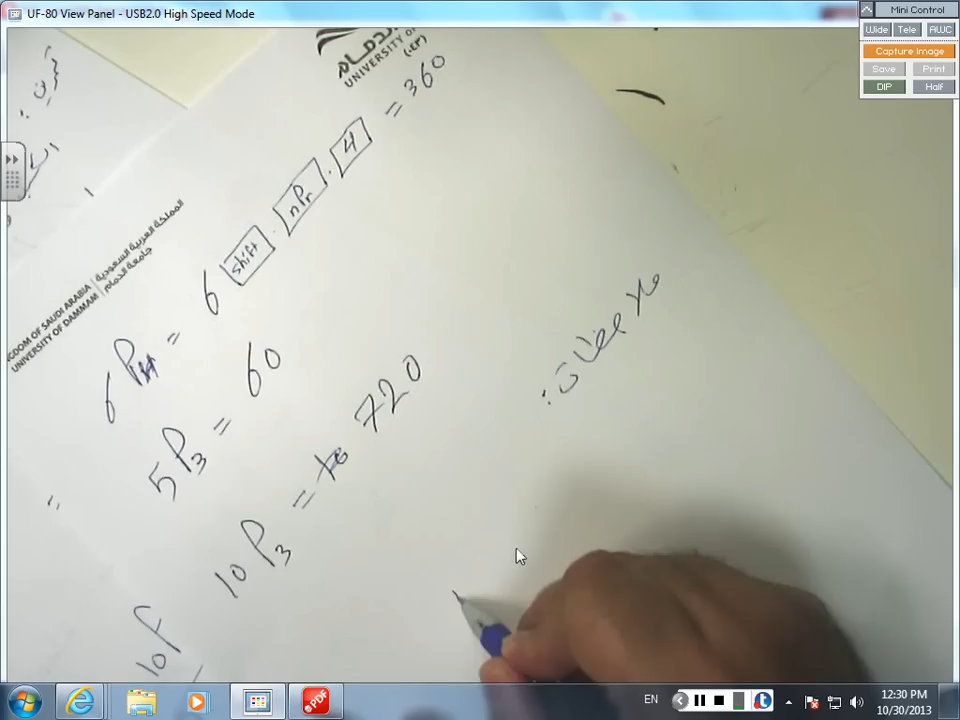 UF-80 View Panel - USB2.0 High Speed Mode
Mini Control
Wide Tele AWC
Capture Image
Save Print
DIP Half
UNIVERSITY OF
المملكة العربية السعودية
جامعة الدمام
KINGDOM OF SAUDI ARABIA
UNIVERSITY OF DAMMAM
6P4 = 6 shift . nPr . 4 = 360
5P3 = 60
10P3 = 720
ملاحظات:
EN
12:30 PM
10/30/2013
PDF